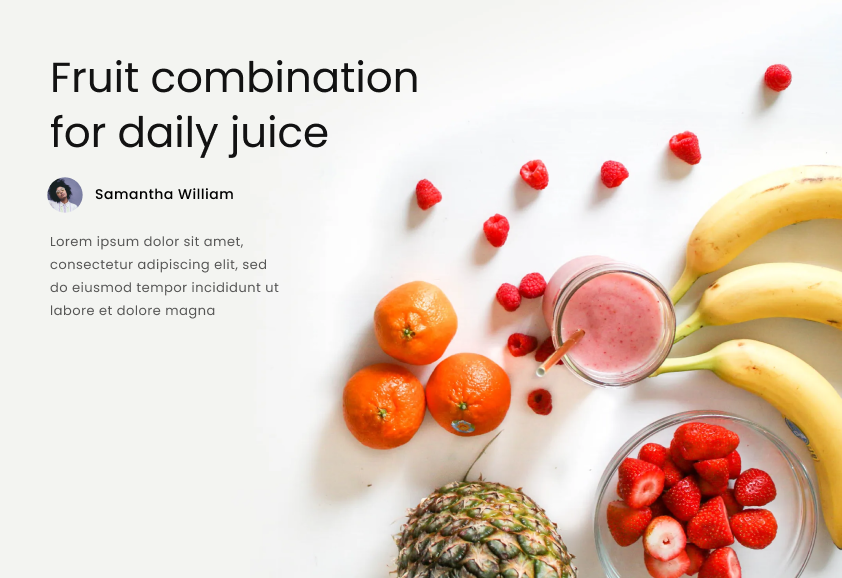 Fruit combination
for daily juice
Samantha William
Lorem ipsum dolor sit amet,
consectetur adipiscing elit, sed
do eiusmod tempor incididunt ut
labore et dolore magna